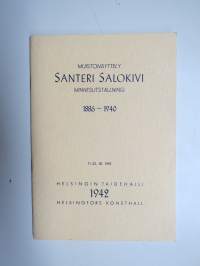 MUISTONÄYTTELY
SANTERI SALOKIVI
MINNESUTSTÄLLNING
1886 – 1940
HELSINGIN TAIDEHALLI
1942
HELSINGFORS KONSTHALL